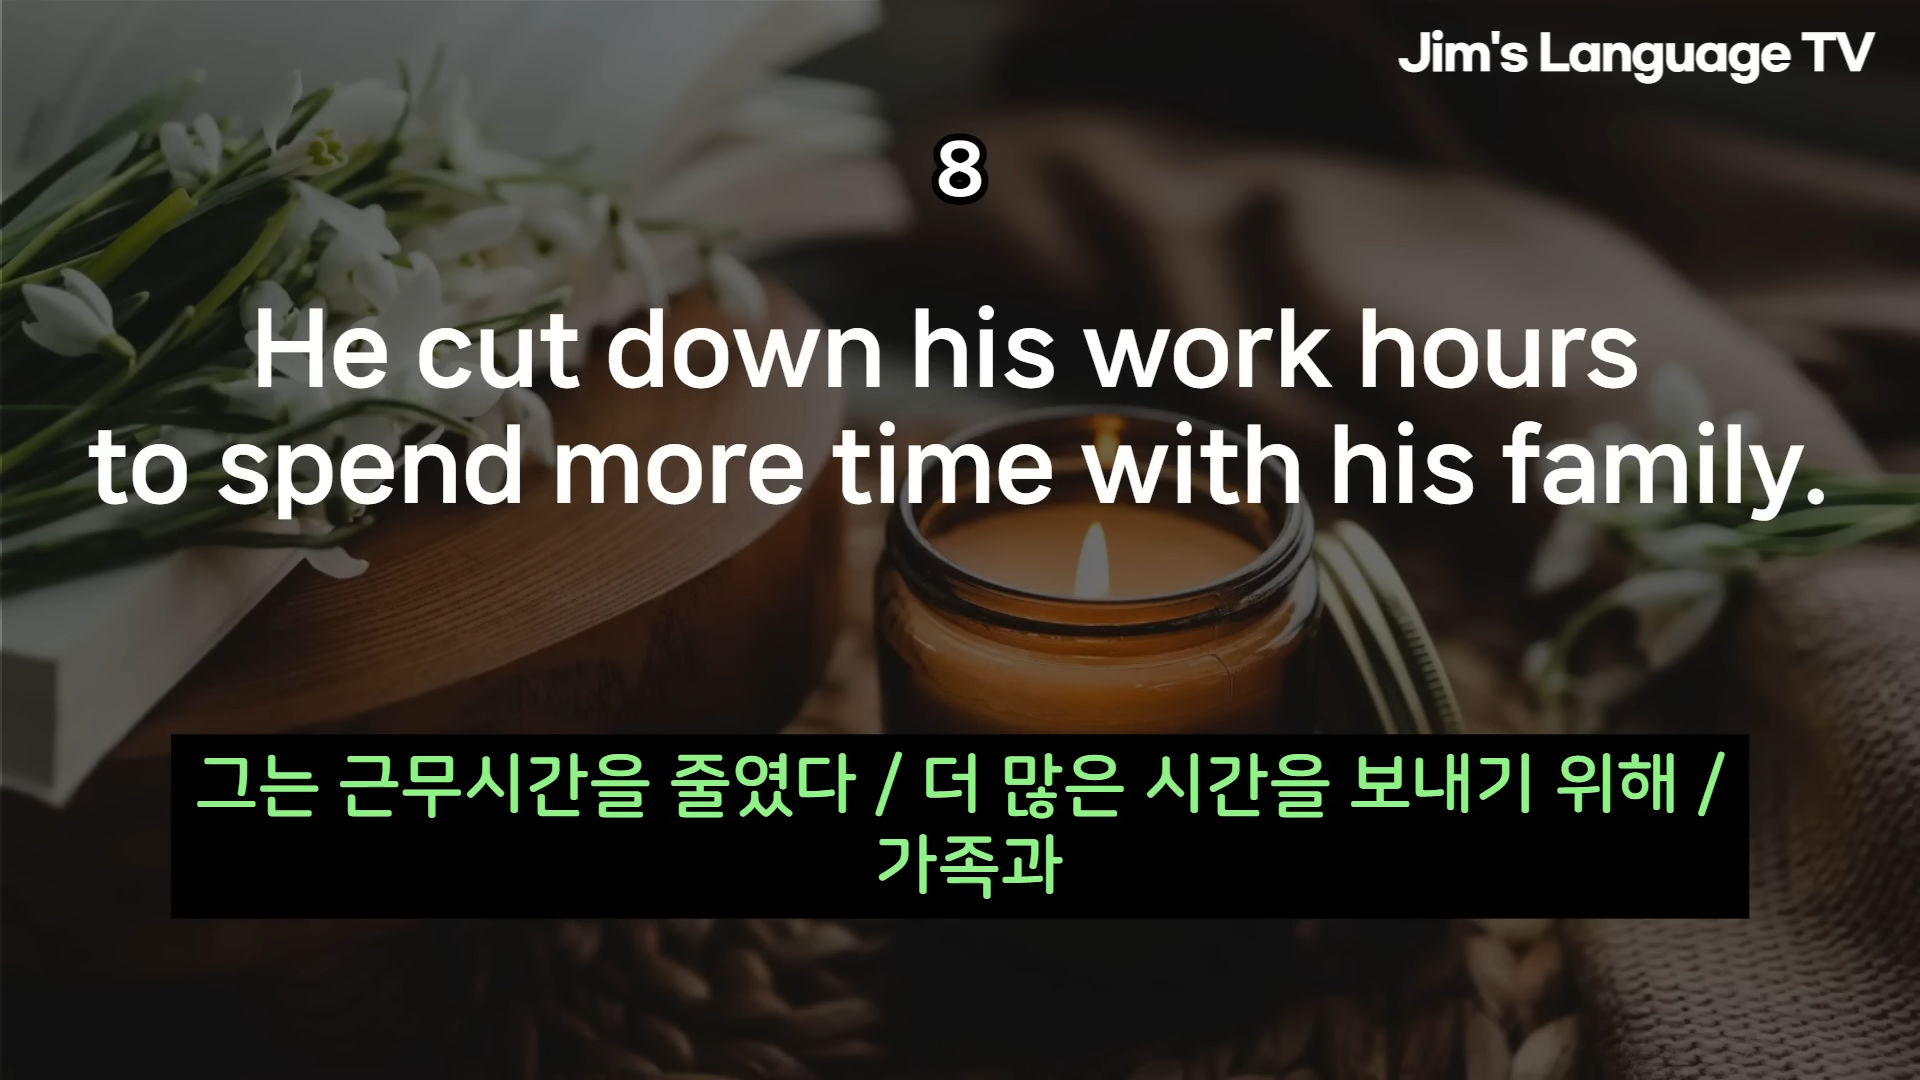 Jim's Language TV
8
He cut down his work hours
to spend more time with his family.
그는 근무시간을 줄였다 / 더 많은 시간을 보내기 위해 /
가족과